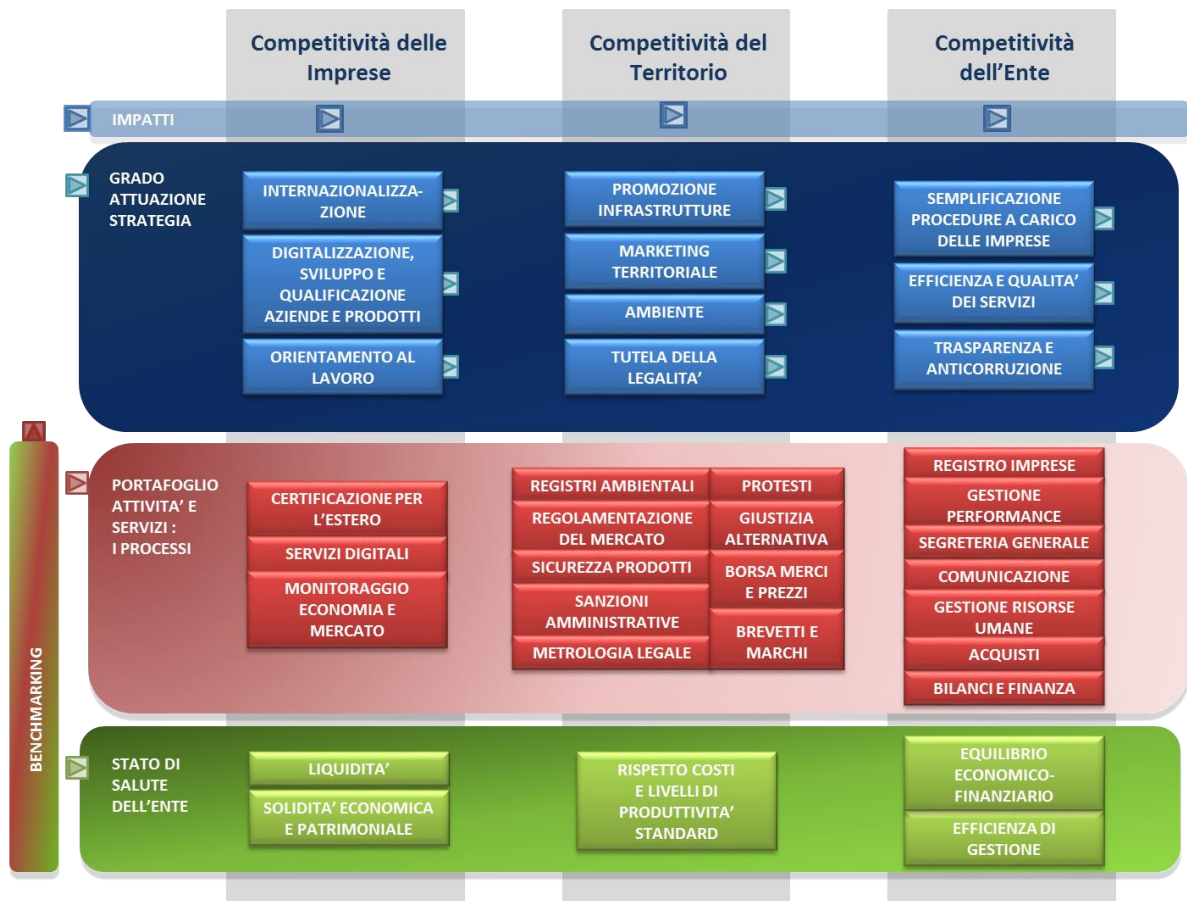 Competitività delle
Imprese
Competitività del
Territorio
Competitività
dell'Ente
IMPATTI
GRADO
ATTUAZIONE
STRATEGIA
INTERNAZIONALIZZA-
ZIONE
DIGITALIZZAZIONE,
SVILUPPO E
QUALIFICAZIONE
AZIENDE E PRODOTTI
ORIENTAMENTO AL
LAVORO
PROMOZIONE
INFRASTRUTTURE
MARKETING
TERRITORIALE
AMBIENTE
TUTELA DELLA
LEGALITA'
SEMPLIFICAZIONE
PROCEDURE A CARICO
DELLE IMPRESE
EFFICIENZA E QUALITA'
DEI SERVIZI
TRASPARENZA E
ANTICORRUZIONE
BENCHMARKING
PORTAFOGLIO
ATTIVITA' E
SERVIZI :
I PROCESSI
CERTIFICAZIONE PER
L'ESTERO
SERVIZI DIGITALI
MONITORAGGIO
ECONOMIA E
MERCATO
REGISTRI AMBIENTALI
REGOLAMENTAZIONE
DEL MERCATO
SICUREZZA PRODOTTI
SANZIONI
AMMINISTRATIVE
METROLOGIA LEGALE
PROTESTI
GIUSTIZIA
ALTERNATIVA
BORSA MERCI
E PREZZI
BREVETTI E
MARCHI
REGISTRO IMPRESE
GESTIONE
PERFORMANCE
SEGRETERIA GENERALE
COMUNICAZIONE
GESTIONE RISORSE
UMANE
ACQUISTI
BILANCI E FINANZA
STATO DI
SALUTE
DELL'ENTE
LIQUIDITA'
SOLIDITA' ECONOMICA
E PATRIMONIALE
RISPETTO COSTI
E LIVELLI DI
PRODUTTIVITA'
STANDARD
EQUILIBRIO
ECONOMICO-
FINANZIARIO
EFFICIENZA DI
GESTIONE